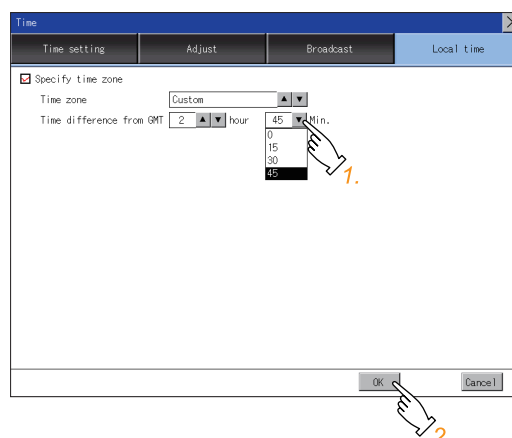 Time
Time setting Adjust Broadcast Local time
Specify time zone
Time zone Custom
Time difference from GMT 2 hour 45 Min.
0
15
30
45
1.
OK Cancel
2